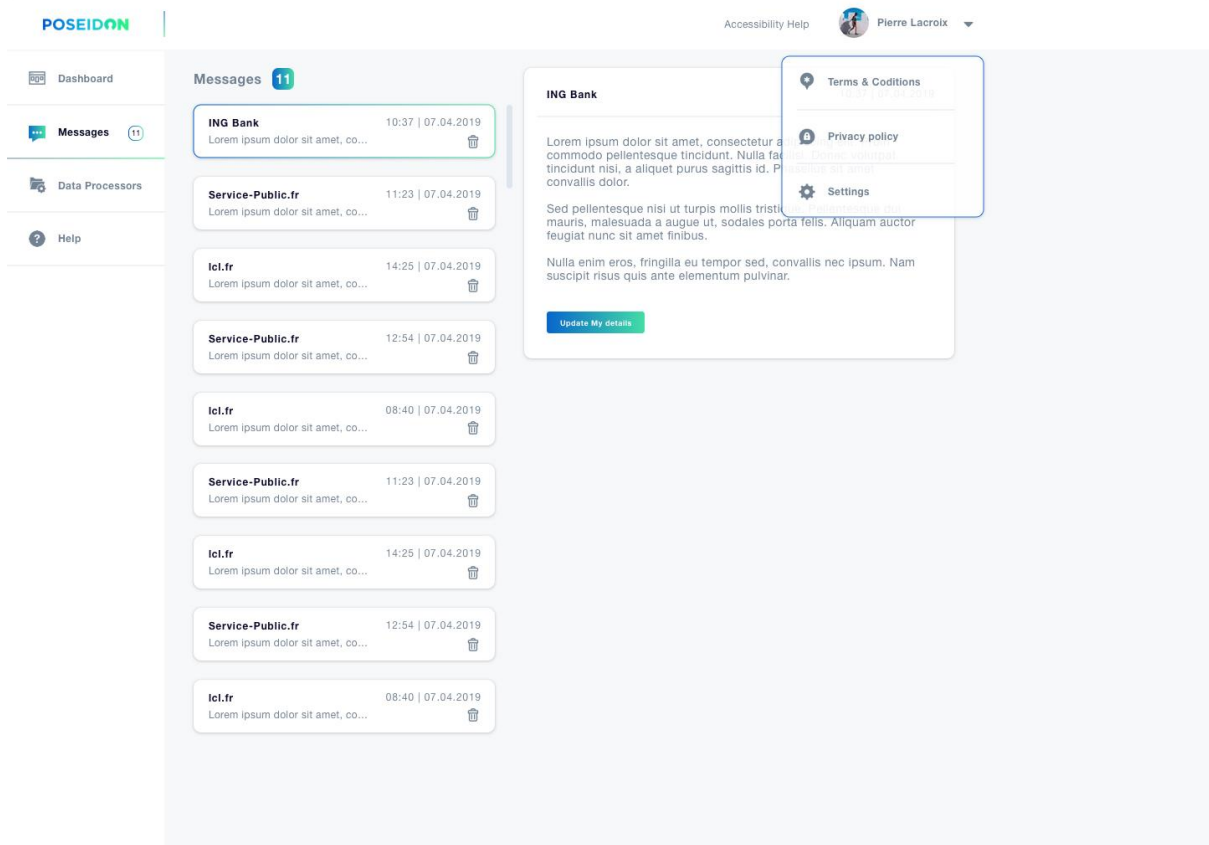 POSEIDON
Accessibility Help
Pierre Lacroix
Dashboard
Messages 11
Data Processors
Help
Messages 11
ING Bank 10:37 | 07.04.2019
Lorem ipsum dolor sit amet, co...
Service-Public.fr 11:23 | 07.04.2019
Lorem ipsum dolor sit amet, co...
lcl.fr 14:25 | 07.04.2019
Lorem ipsum dolor sit amet, co...
Service-Public.fr 12:54 | 07.04.2019
Lorem ipsum dolor sit amet, co...
lcl.fr 08:40 | 07.04.2019
Lorem ipsum dolor sit amet, co...
Service-Public.fr 11:23 | 07.04.2019
Lorem ipsum dolor sit amet, co...
lcl.fr 14:25 | 07.04.2019
Lorem ipsum dolor sit amet, co...
Service-Public.fr 12:54 | 07.04.2019
Lorem ipsum dolor sit amet, co...
lcl.fr 08:40 | 07.04.2019
Lorem ipsum dolor sit amet, co...
ING Bank 10:37 | 07.04.2019
Lorem ipsum dolor sit amet, consectetur
commodo pellentesque tincidunt. Nulla
tincidunt nisi, a aliquet purus sagittis id.
convallis dolor.
Sed pellentesque nisi ut turpis mollis
mauris, malesuada a augue ut, sodales porta felis. Aliquam auctor
feugiat nunc sit amet finibus.
Nulla enim eros, fringilla eu tempor sed, convallis nec ipsum. Nam
suscipit risus quis ante elementum pulvinar.
Update My details
Terms & Coditions
Privacy policy
Settings